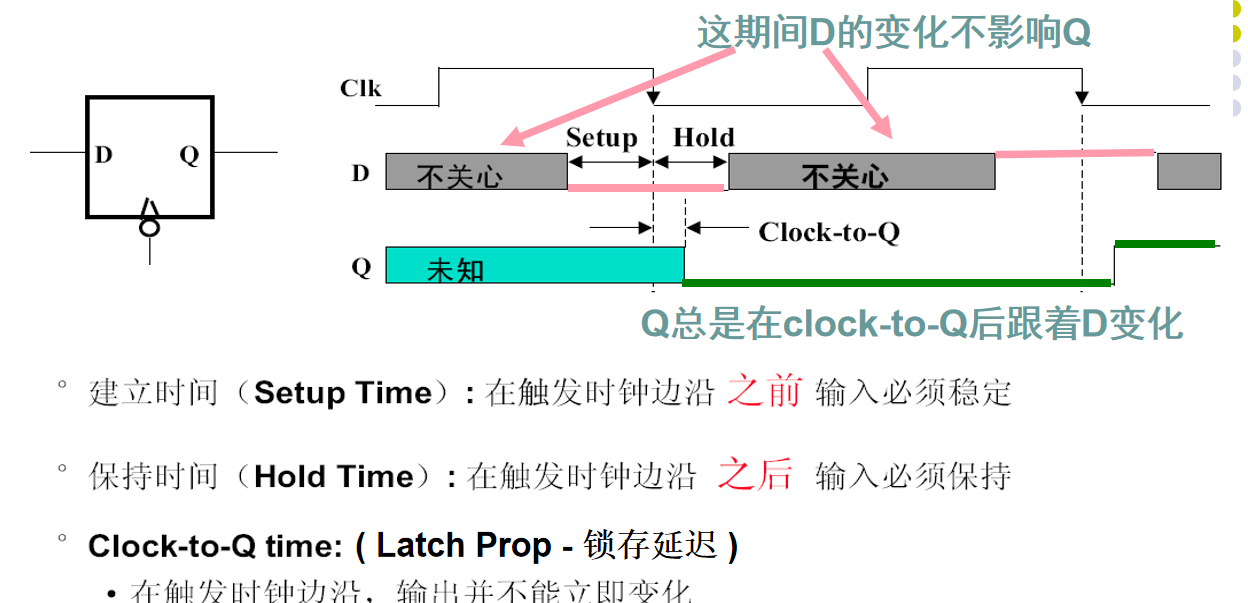 这期间D的变化不影响Q
Clk
Setup Hold
D Q
D 不关心 不关心
Clock-to-Q
Q 未知
Q总是在clock-to-Q后跟着D变化
° 建立时间（Setup Time）: 在触发时钟边沿 之前 输入必须稳定
° 保持时间（Hold Time）: 在触发时钟边沿 之后 输入必须保持
° Clock-to-Q time: ( Latch Prop - 锁存延迟 )
• 在触发时钟边沿，输出并不能立即变化